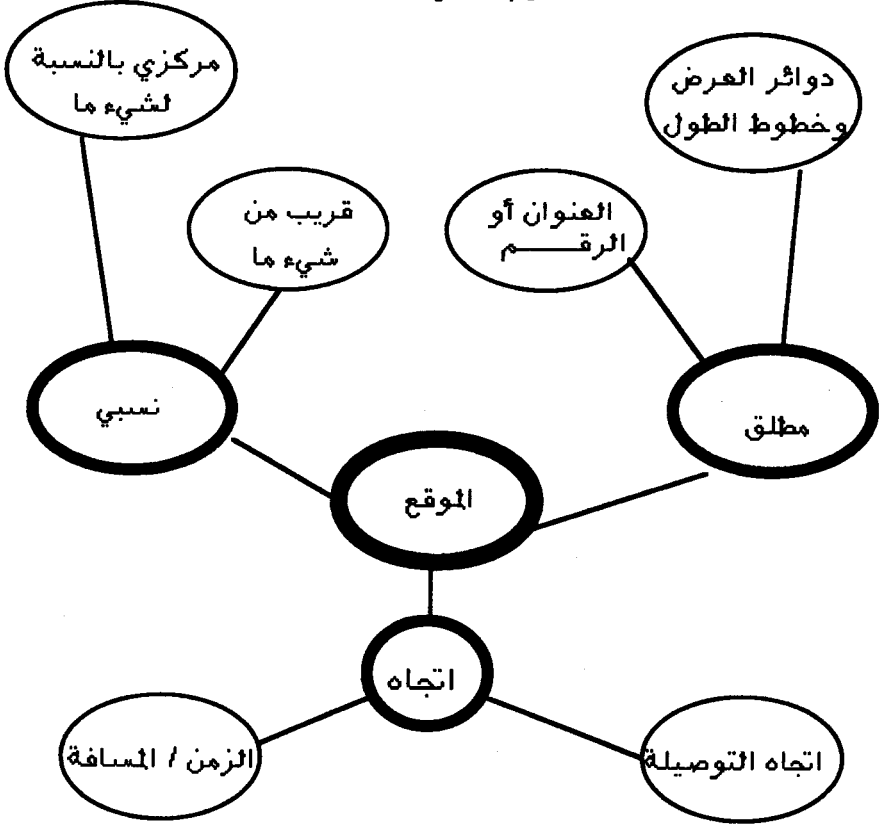 مركزي بالنسبة
لشيء ما
دوائر العرض
وخطوط الطول
قريب من
شيء ما
العنوان أو
الرقـــــم
نسبي
مطلق
الموقع
اتجاه
الزمن / المسافة
اتجاه التوصيلة